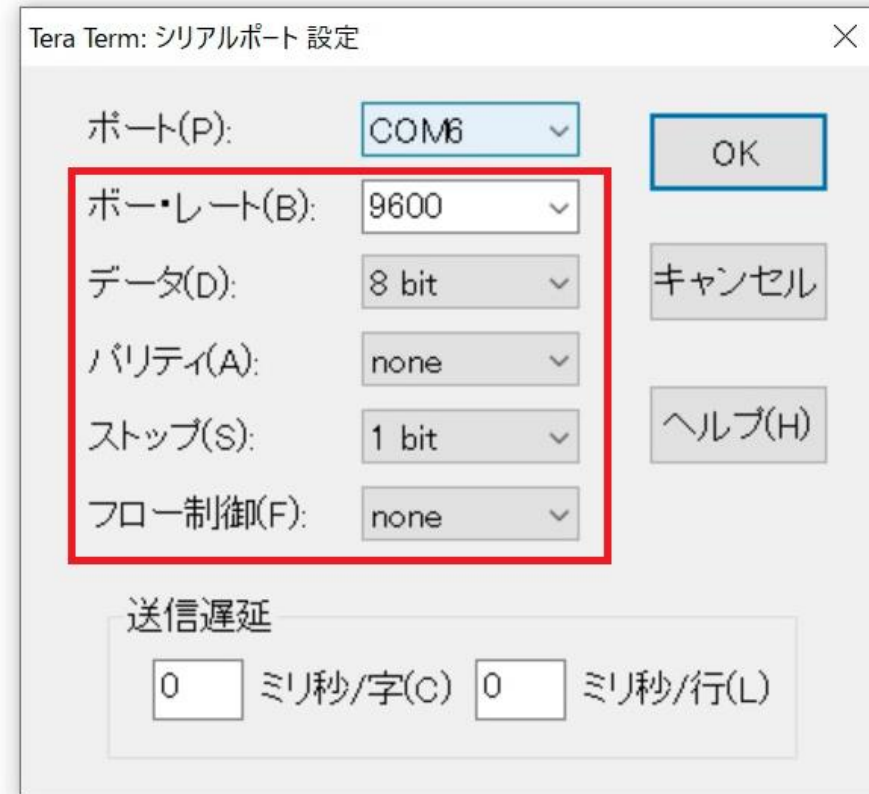 Tera Term: シリアルポート 設定
ポート(P): COM6
OK
ボー・レート(B): 9600
データ(D): 8 bit
キャンセル
パリティ(A): none
ストップ(S): 1 bit
ヘルプ(H)
フロー制御(F): none
送信遅延
0 ミリ秒/字(C) 0 ミリ秒/行(L)